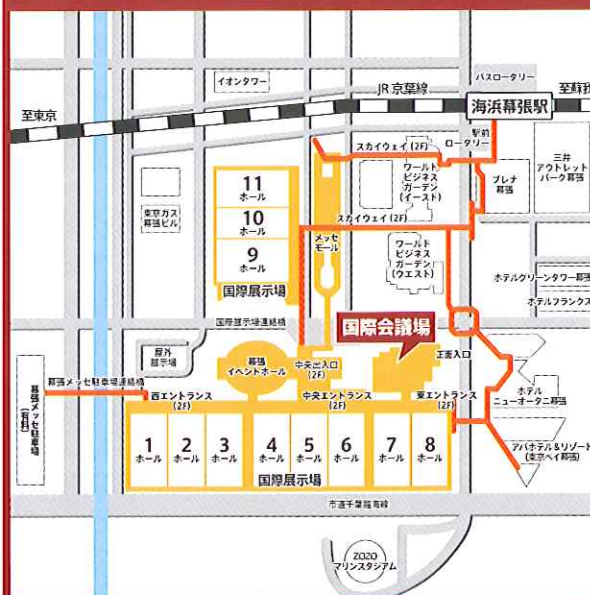 イオンタワー
JR 京葉線
バスロータリー
至東京
海浜幕張駅
至蘇我
駅前
ロータリー
スカイウェイ (2F)
三井
アウトレット
パーク幕張
ワールド
ビジネス
ガーデン
(イースト)
プレナ
幕張
11
ホール
10
ホール
9
ホール
東京ガス
幕張ビル
スカイウェイ (2F)
メッセ
モール
ワールド
ビジネス
ガーデン
(ウエスト)
国際展示場
ホテルグリーンタワー幕張
ホテルフランクス
国際展示場連絡橋
国際会議場
屋外
展示場
幕張
イベントホール
中央出入口
(2F)
正面入口
幕張メッセ駐車場連絡橋
幕張メッセ駐車場
(有料)
西エントランス
(2F)
中央エントランス
(2F)
東エントランス
(2F)
ホテル
ニューオータニ幕張
1
ホール
2
ホール
3
ホール
4
ホール
5
ホール
6
ホール
7
ホール
8
ホール
国際展示場
アパホテル&リゾート
(東京ベイ幕張)
市道千葉臨海線
ZOZO
マリンスタジアム